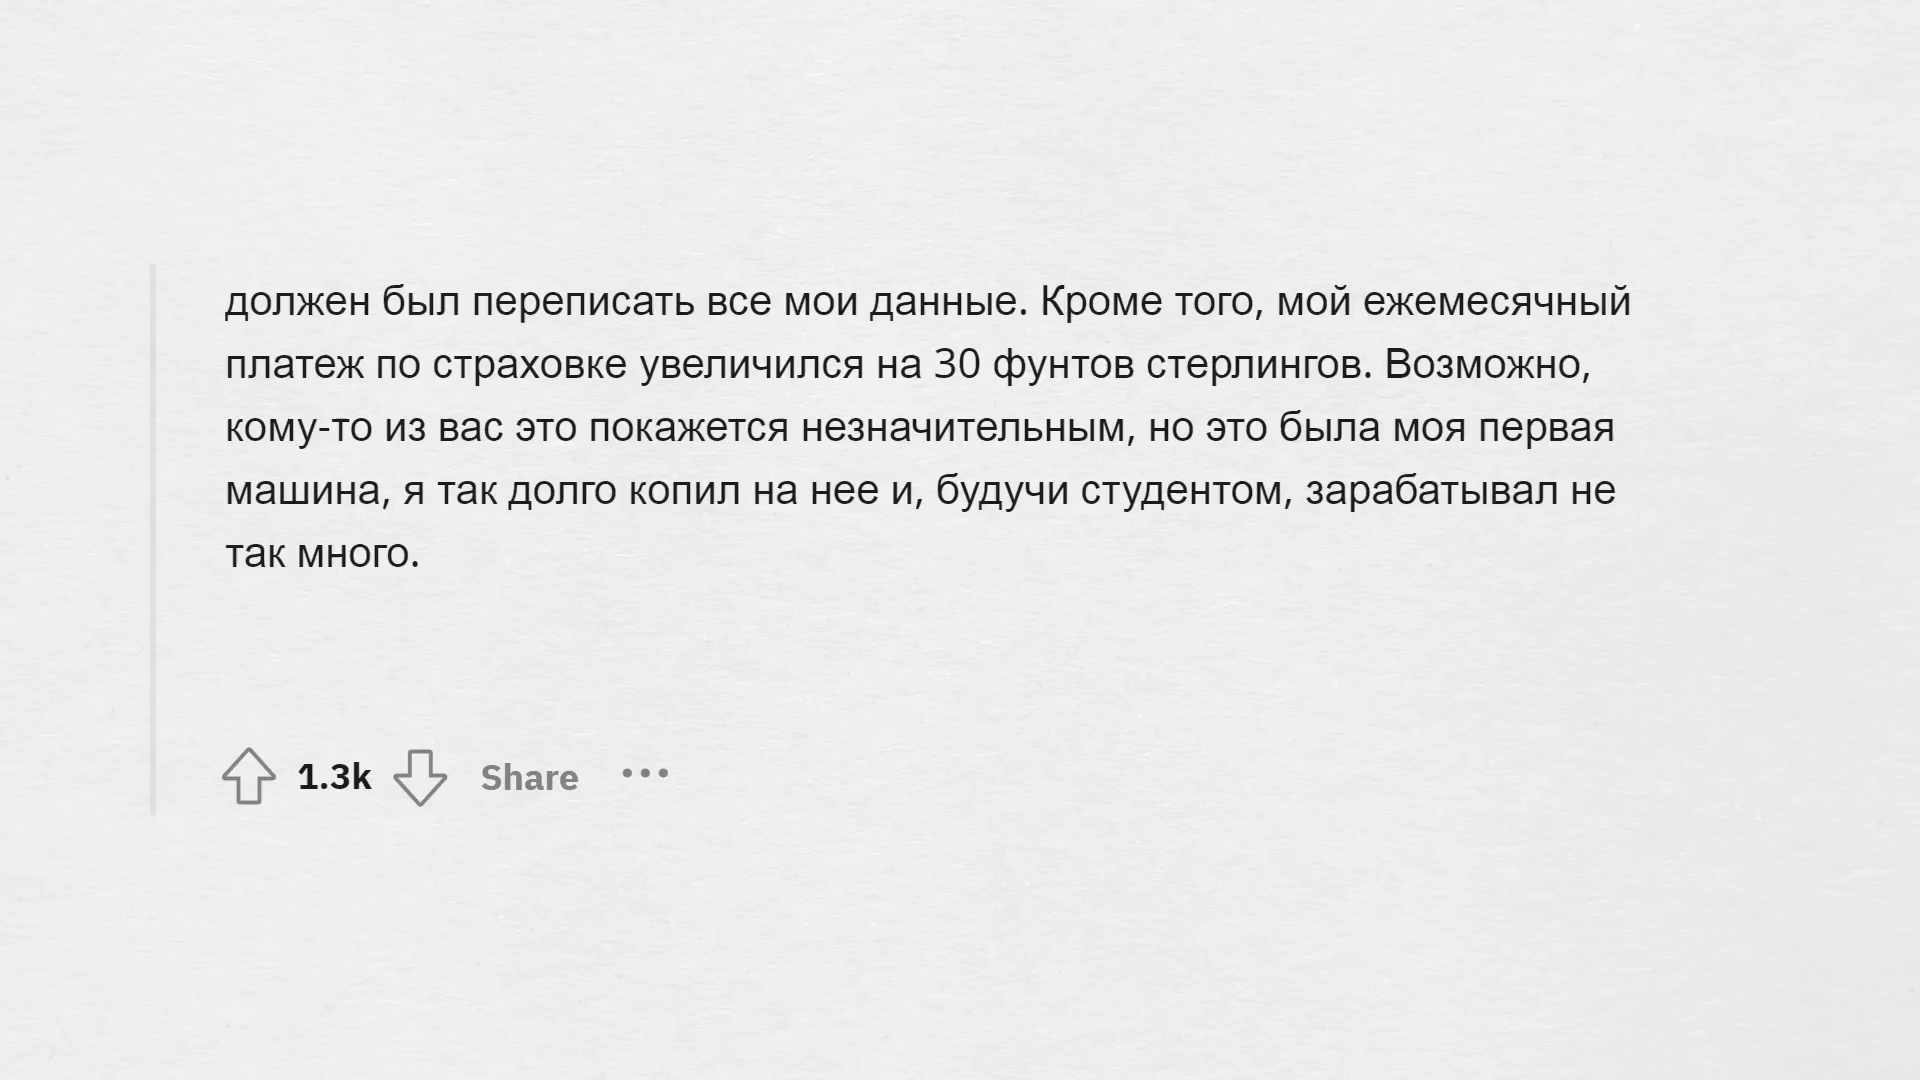 должен был переписать все мои данные. Кроме того, мой ежемесячный
платеж по страховке увеличился на 30 фунтов стерлингов. Возможно,
кому-то из вас это покажется незначительным, но это была моя первая
машина, я так долго копил на нее и, будучи студентом, зарабатывал не
так много.
1.3k Share